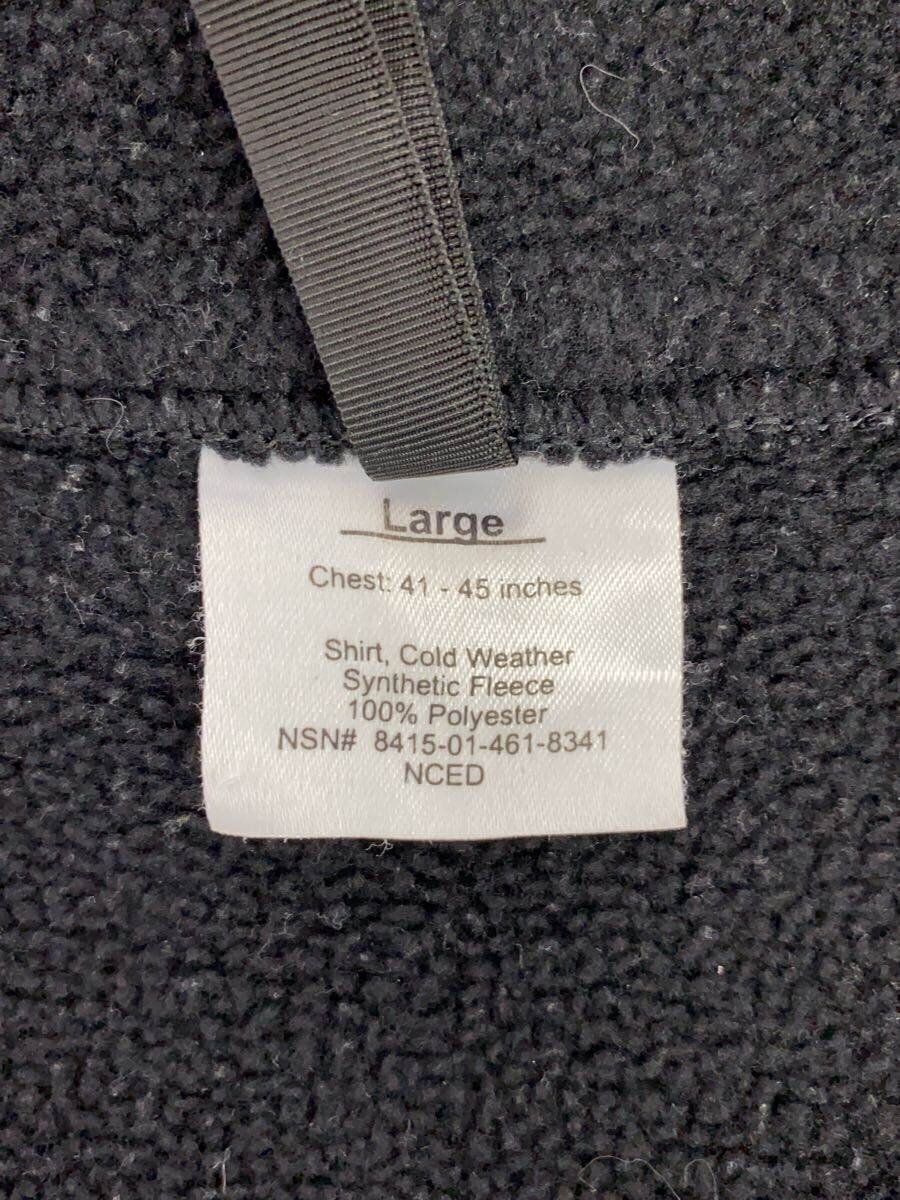 Large
Chest: 41 - 45 inches
Shirt, Cold Weather
Synthetic Fleece
100% Polyester
NSN# 8415-01-461-8341
NCED